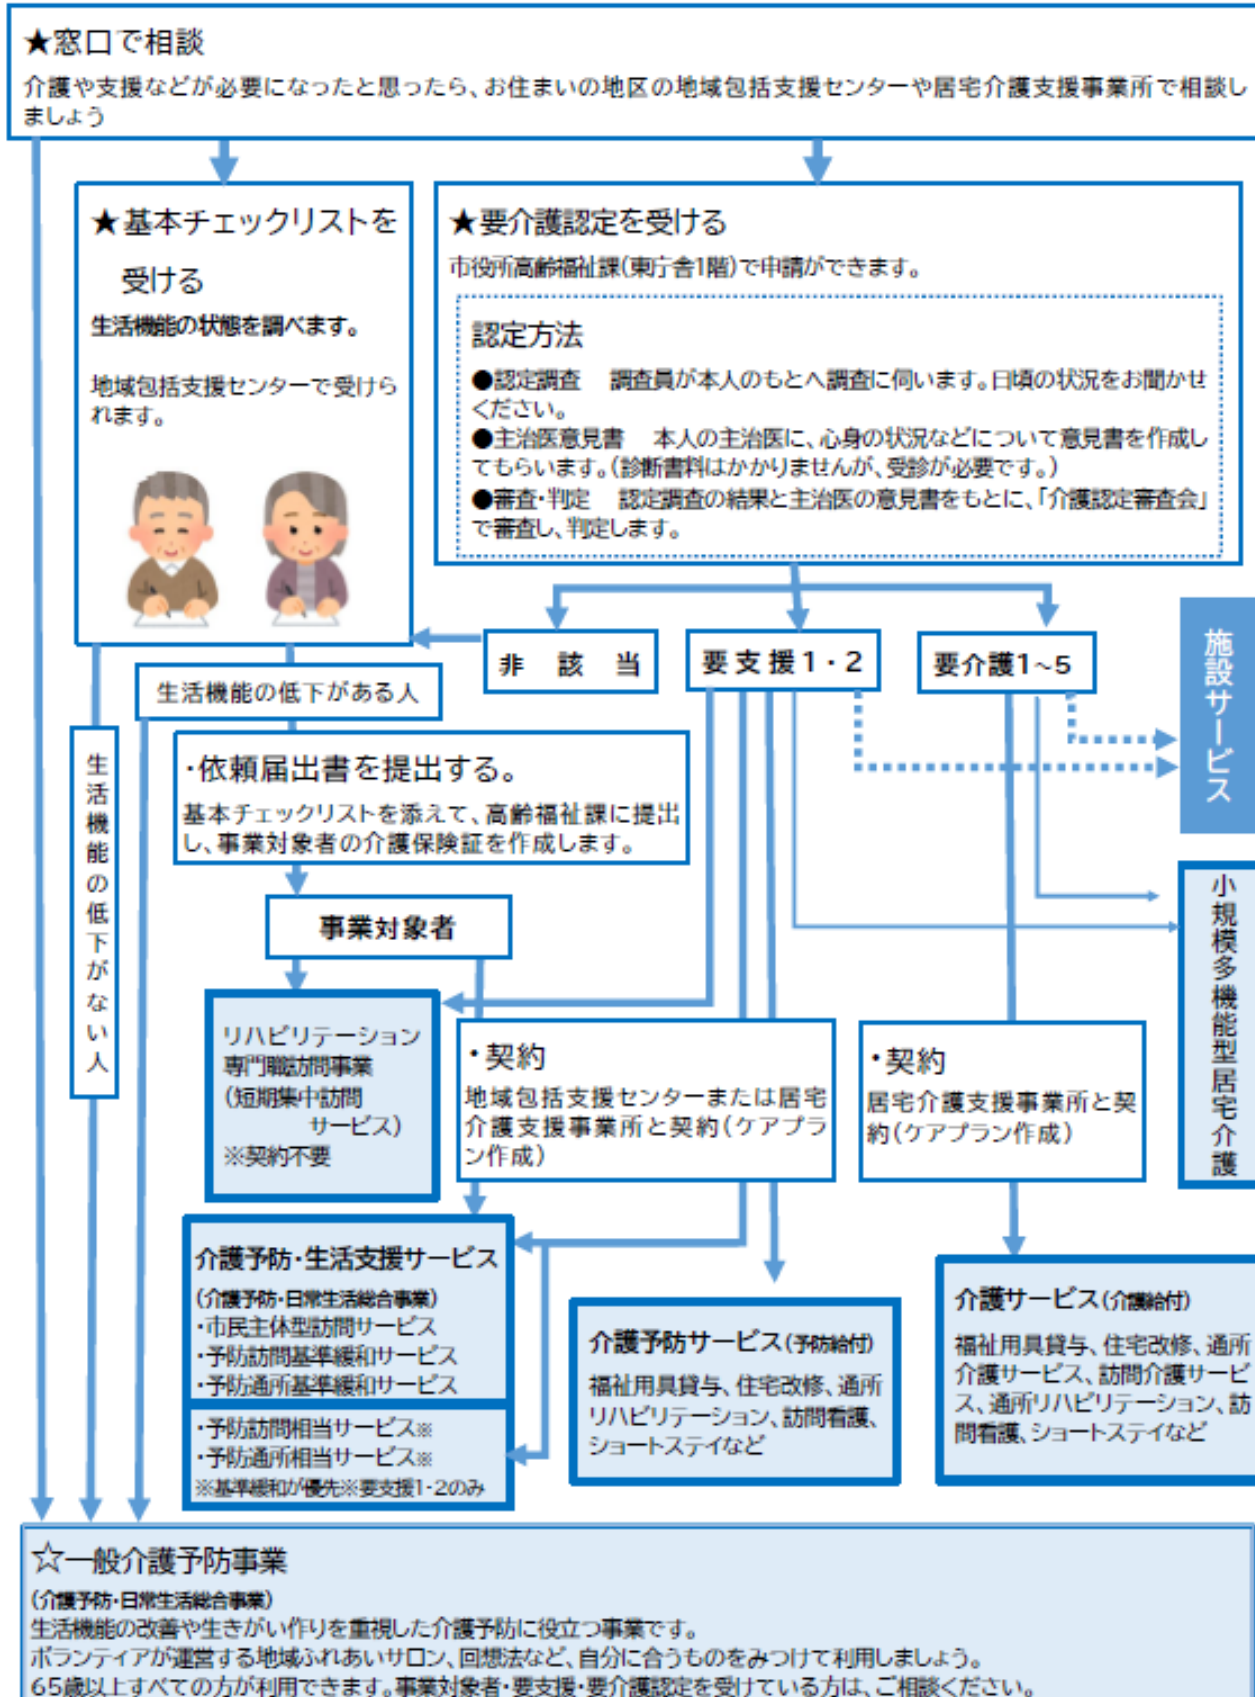 ★窓口で相談
介護や支援などが必要になったと思ったら、お住まいの地区の地域包括支援センターや居宅介護支援事業所で相談し
ましょう
★基本チェックリストを
受ける
生活機能の状態を調べます。
地域包括支援センターで受けら
れます。
★要介護認定を受ける
市役所高齢福祉課(東庁舎1階)で申請ができます。
認定方法
●認定調査　調査員が本人のもとへ調査に伺います。日頃の状況をお聞かせ
ください。
●主治医意見書　本人の主治医に、心身の状況などについて意見書を作成し
てもらいます。(診断書料はかかりませんが、受診が必要です。)
●審査・判定　認定調査の結果と主治医の意見書をもとに、「介護認定審査会」
で審査し、判定します。
非　該　当
要支援1・2
要介護1～5
施設サービス
生活機能の低下がある人
生活機能の低下がない人
・依頼届出書を提出する。
基本チェックリストを添えて、高齢福祉課に提出
し、事業対象者の介護保険証を作成します。
事業対象者
小規模多機能型居宅介護
リハビリテーション
専門職訪問事業
(短期集中訪問
サービス)
※契約不要
・契約
地域包括支援センターまたは居宅
介護支援事業所と契約(ケアプラ
ン作成)
・契約
居宅介護支援事業所と契
約(ケアプラン作成)
介護予防・生活支援サービス
(介護予防・日常生活総合事業)
・市民主体型訪問サービス
・予防訪問基準緩和サービス
・予防通所基準緩和サービス
・予防訪問相当サービス※
・予防通所相当サービス※
※基準緩和が優先※要支援1・2のみ
介護予防サービス(予防給付)
福祉用具貸与、住宅改修、通所
リハビリテーション、訪問看護、
ショートステイなど
介護サービス(介護給付)
福祉用具貸与、住宅改修、通所
介護サービス、訪問介護サービ
ス、通所リハビリテーション、訪
問看護、ショートステイなど
☆一般介護予防事業
(介護予防・日常生活総合事業)
生活機能の改善や生きがい作りを重視した介護予防に役立つ事業です。
ボランティアが運営する地域ふれあいサロン、回想法など、自分に合うものをみつけて利用しましょう。
65歳以上すべての方が利用できます。事業対象者・要支援・要介護認定を受けている方は、ご相談ください。